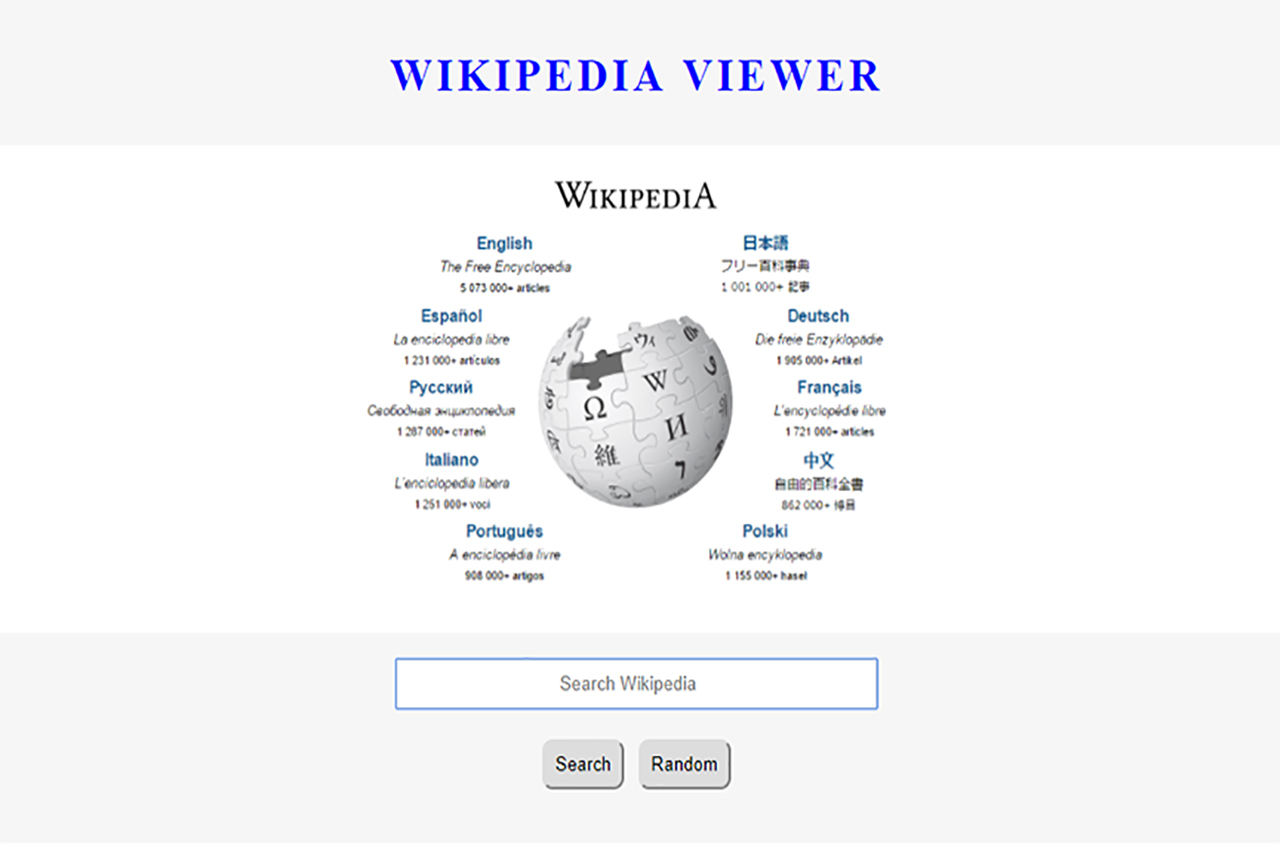 WIKIPEDIA VIEWER
WIKIPEDIA
English
The Free Encyclopedia
5 073 000+ articles
日本語
フリー百科事典
1 001 000+ 記事
Español
La enciclopedia libre
1 231 000+ artículos
Deutsch
Die freie Enzyklopädie
1 905 000+ Artikel
Русский
Свободная энциклопедия
1 287 000+ статей
Français
L'encyclopédie libre
1 721 000+ articles
Italiano
L'enciclopedia libera
1 251 000+ voci
中文
自由的百科全書
862 000+ 條目
Português
A enciclopédia livre
908 000+ artigos
Polski
Wolna encyklopedia
1 155 000+ haseł
ウィ
W
Ω
И
維
Search Wikipedia
Search
Random